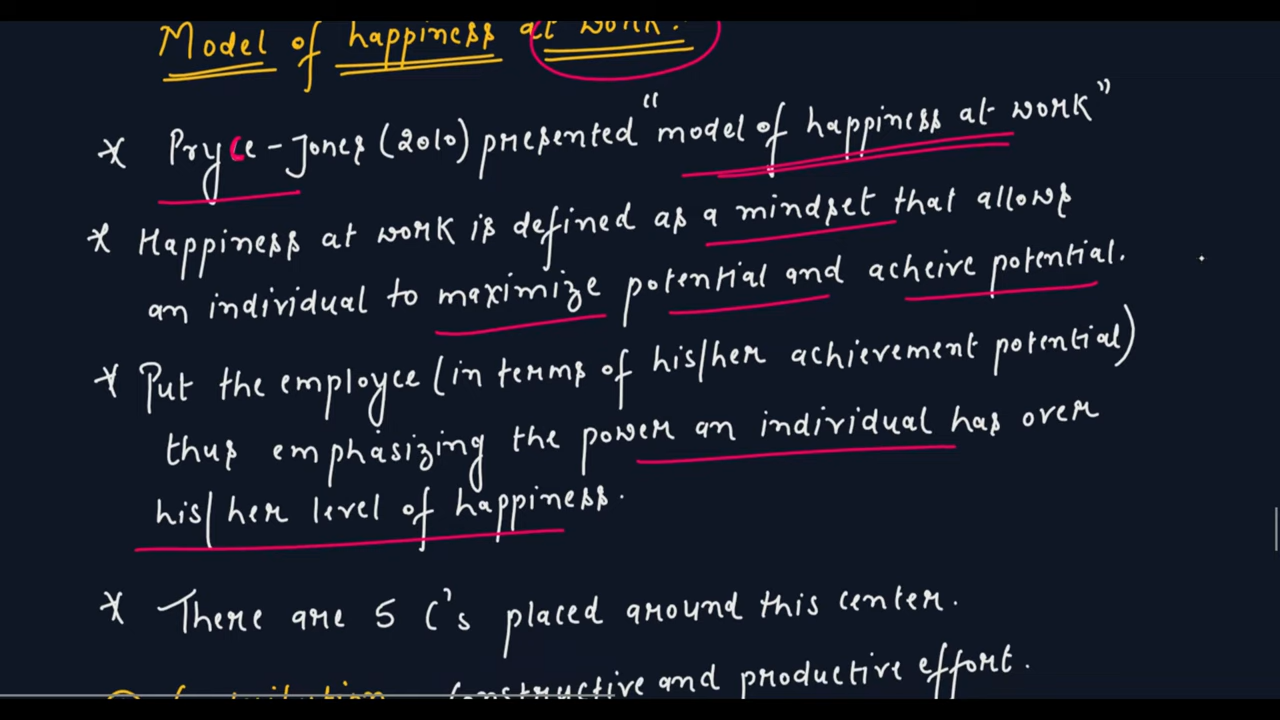 Model of happiness at work.
* Pryce-Jones (2010) presented "model of happiness at work"
* Happiness at work is defined as a mindset that allows
an individual to maximize potential and acheive potential.
* Put the employee (in terms of his/her achievement potential)
thus emphasizing the power an individual has over
his/her level of happiness.
* There are 5 C's placed around this center.
Constructive and productive effort.